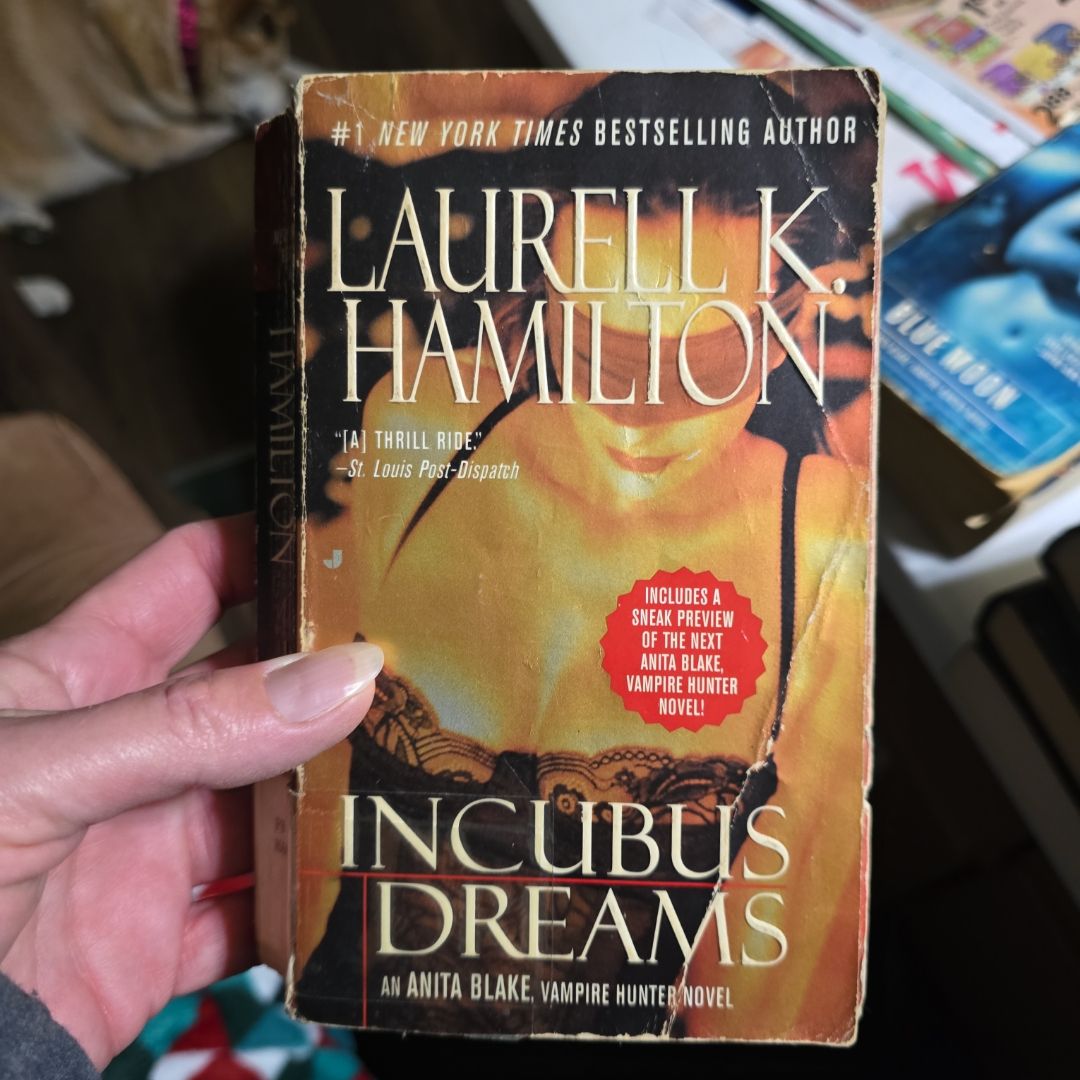 #1 NEW YORK TIMES BESTSELLING AUTHOR
LAURELL K.
HAMILTON
"[A] THRILL RIDE."
—St. Louis Post-Dispatch
INCLUDES A
SNEAK PREVIEW
OF THE NEXT
ANITA BLAKE,
VAMPIRE HUNTER
NOVEL!
INCUBUS
DREAMS
AN ANITA BLAKE, VAMPIRE HUNTER NOVEL
HAMILTON
BLUE MOON